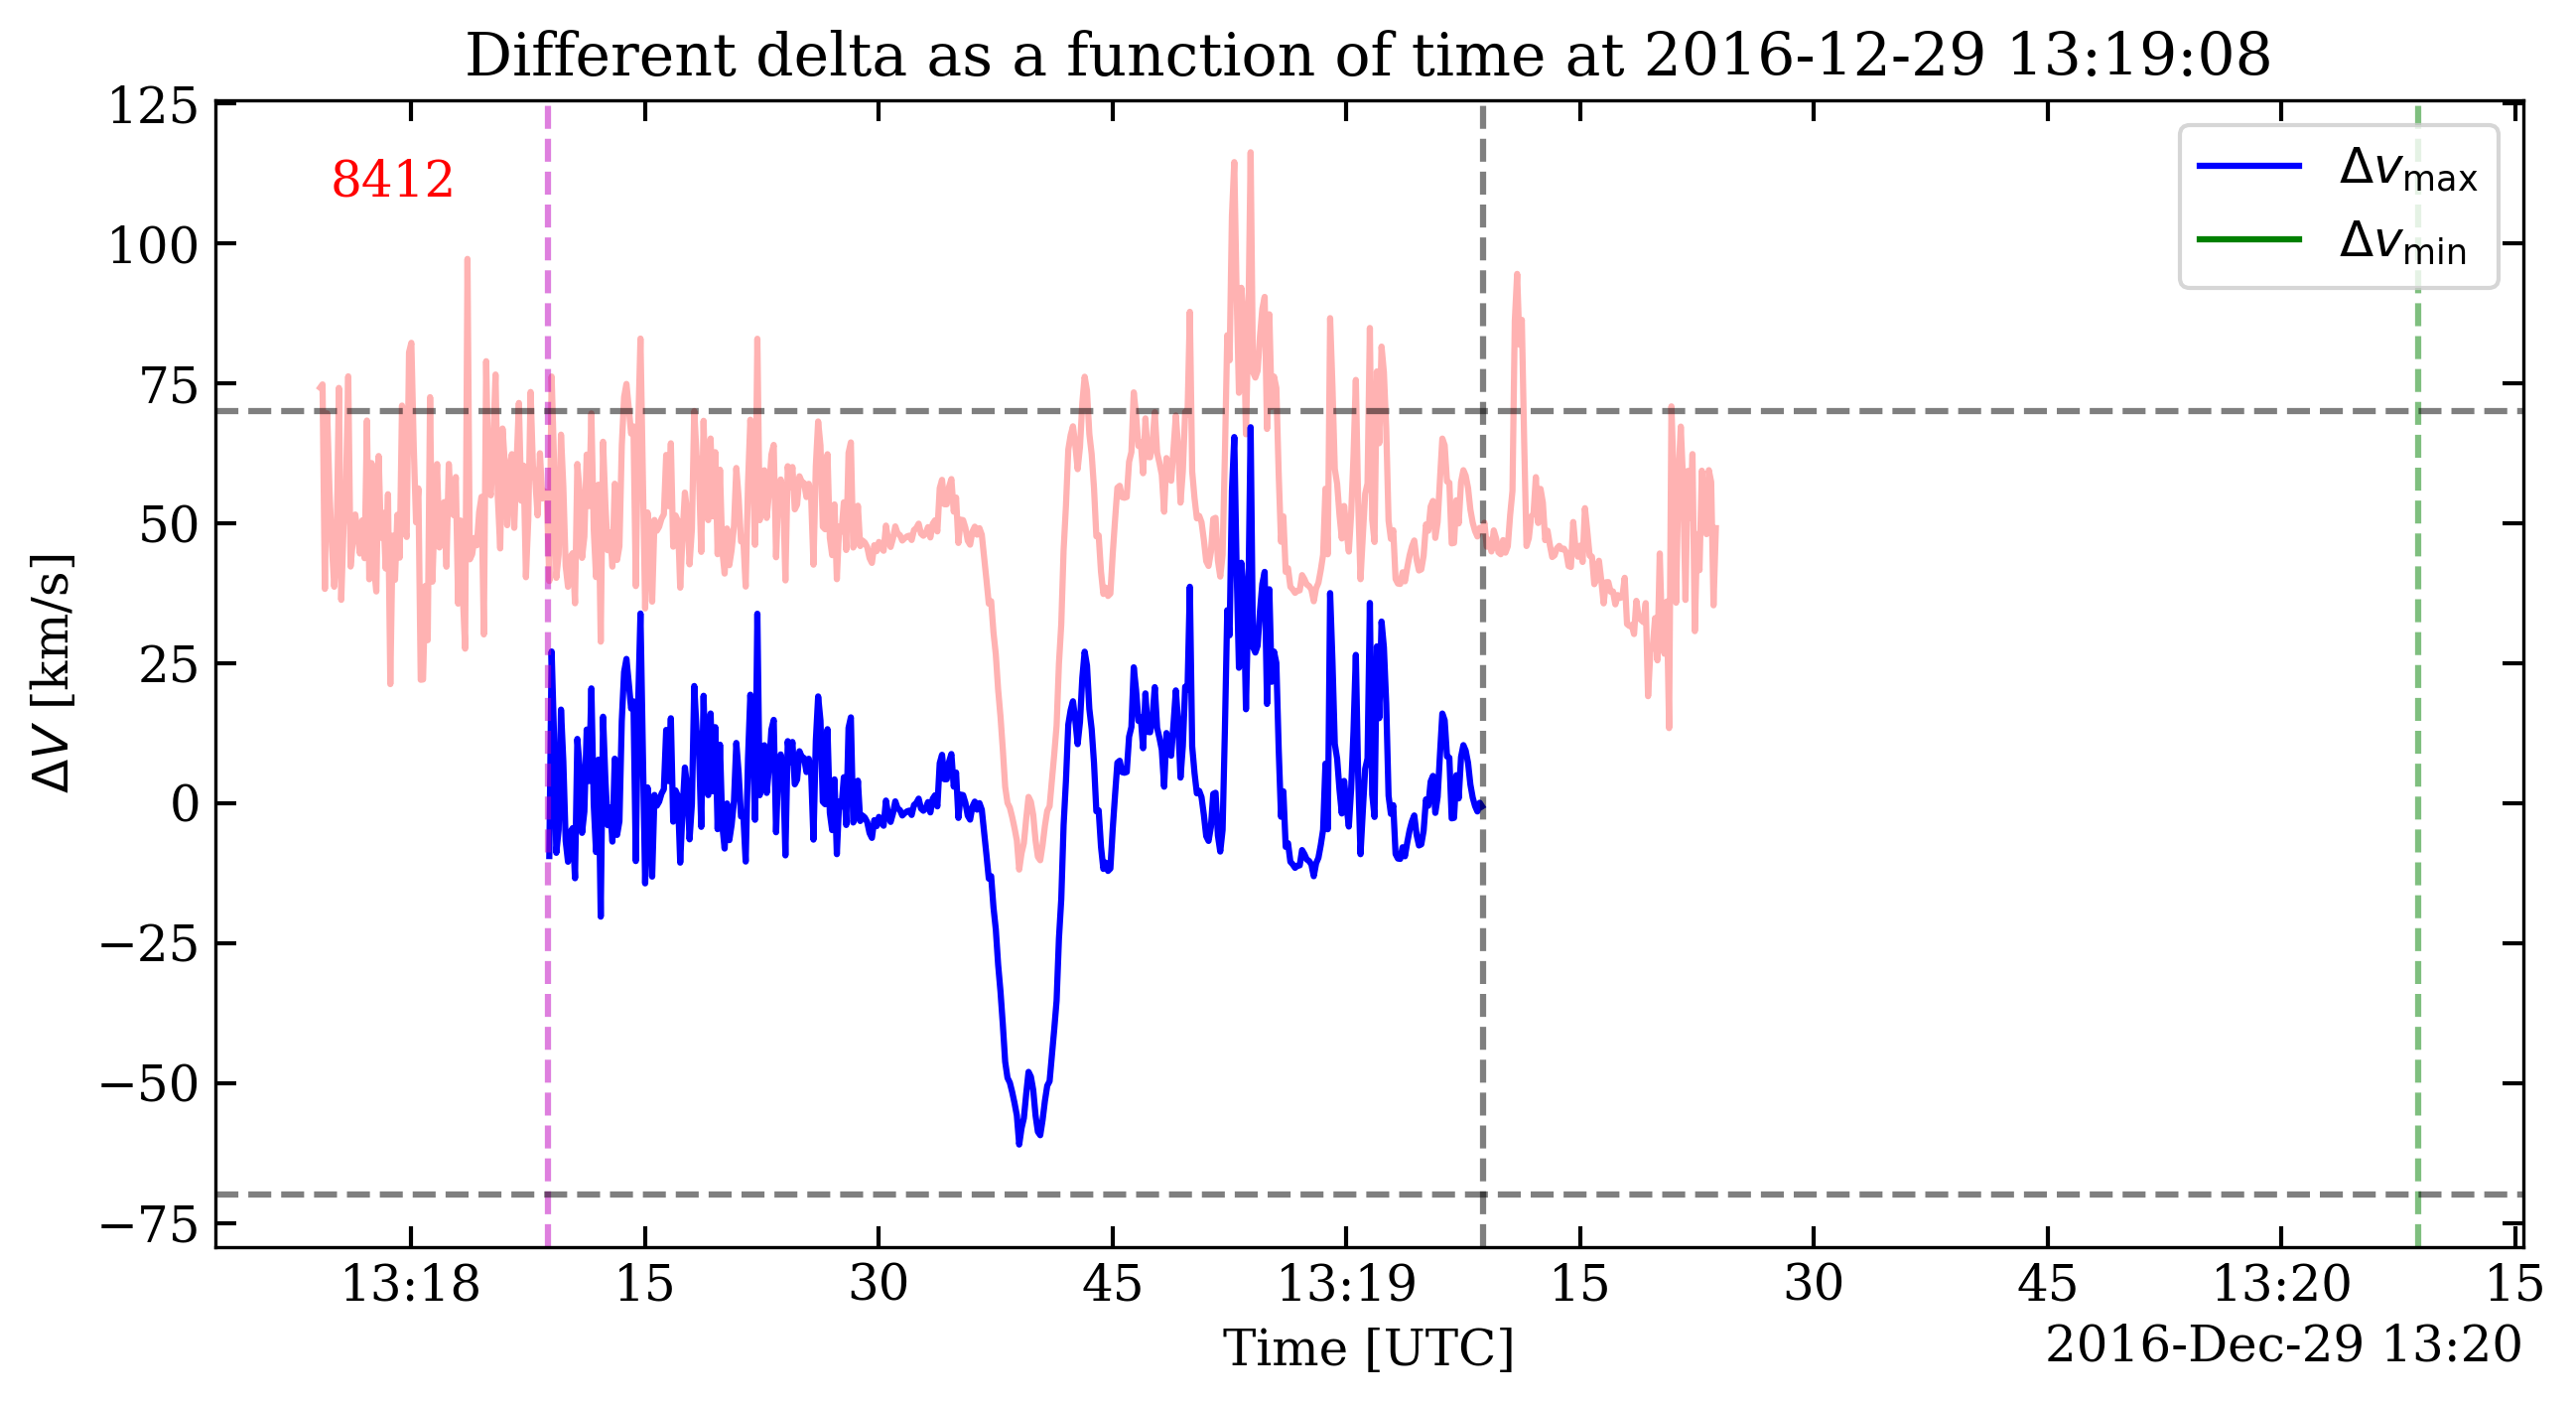 Different delta as a function of time at 2016-12-29 13:19:08
8412
Δv_max
Δv_min
ΔV [km/s]
125
100
75
50
25
0
−25
−50
−75
13:18 15 30 45 13:19 15 30 45 13:20 15
Time [UTC]
2016-Dec-29 13:20